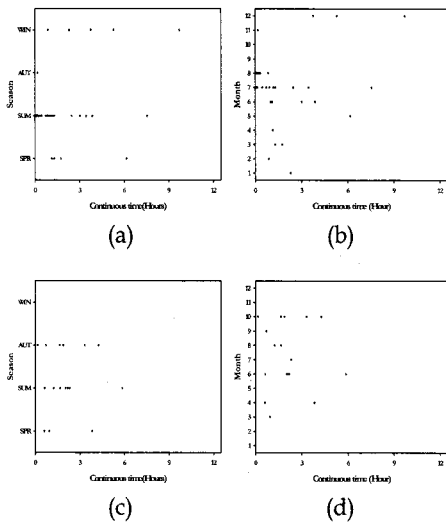 WIN
AUT
SUM
SPR
Season
0 3 6 9 12
Continuous time(Hours)
(a)
12
11
10
9
8
7
6
5
4
3
2
1
Month
0 3 6 9 12
Continuous time (Hour)
(b)
WIN
AUT
SUM
SPR
Season
0 3 6 9 12
Continuous time(Hours)
(c)
12
11
10
9
8
7
6
5
4
3
2
1
Month
0 3 6 9 12
Continuous time (Hour)
(d)